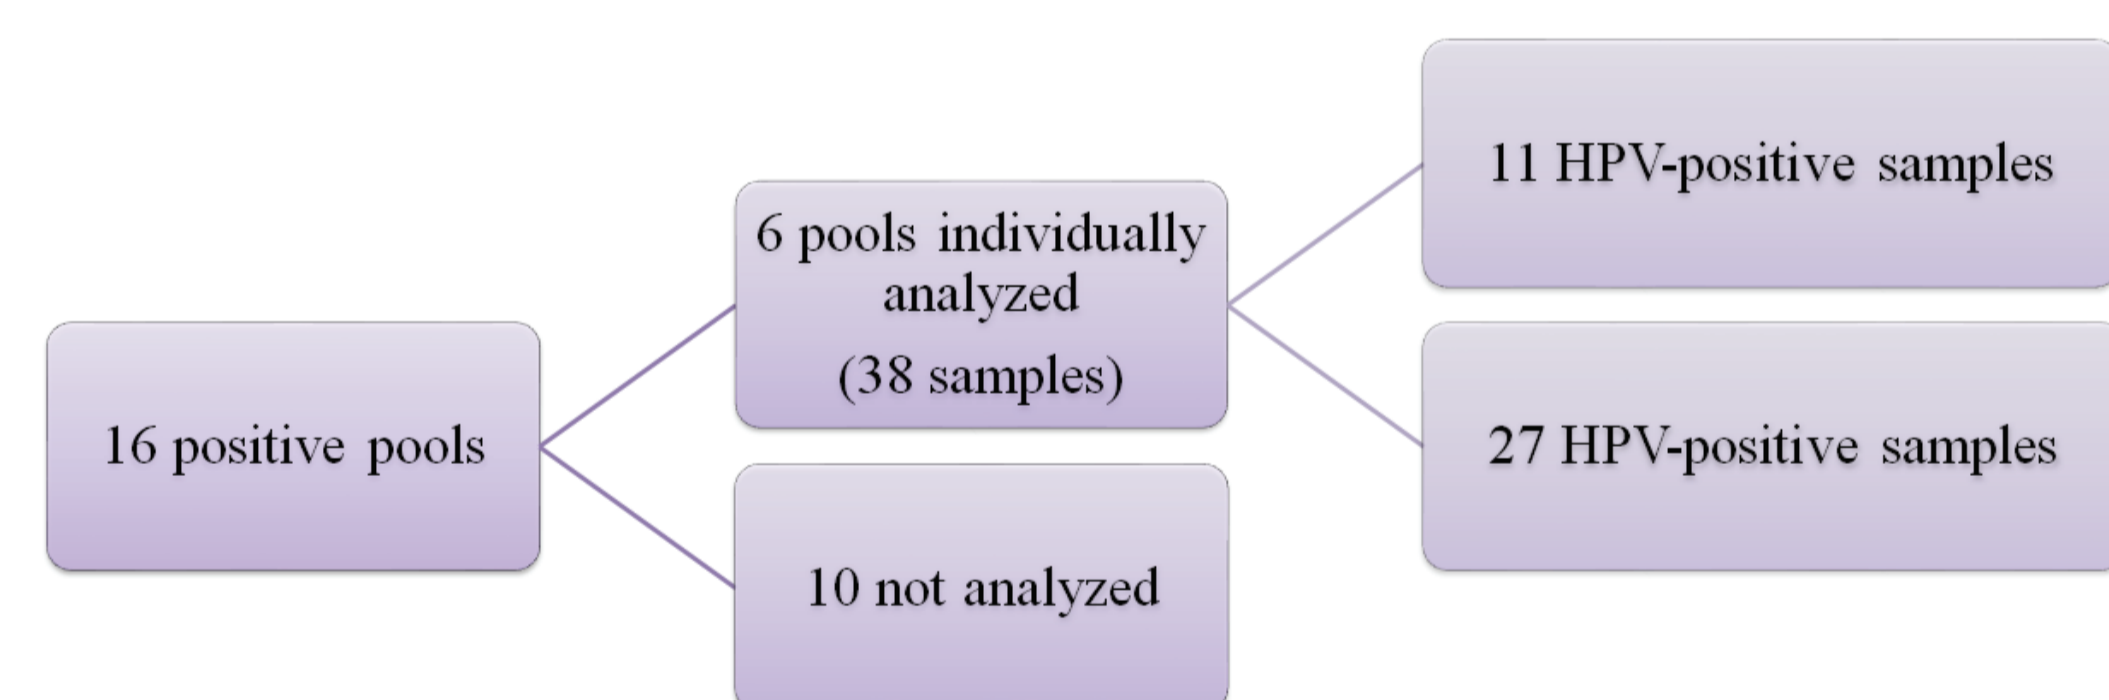 16 positive pools
6 pools individually
analyzed
(38 samples)
10 not analyzed
11 HPV-positive samples
27 HPV-positive samples